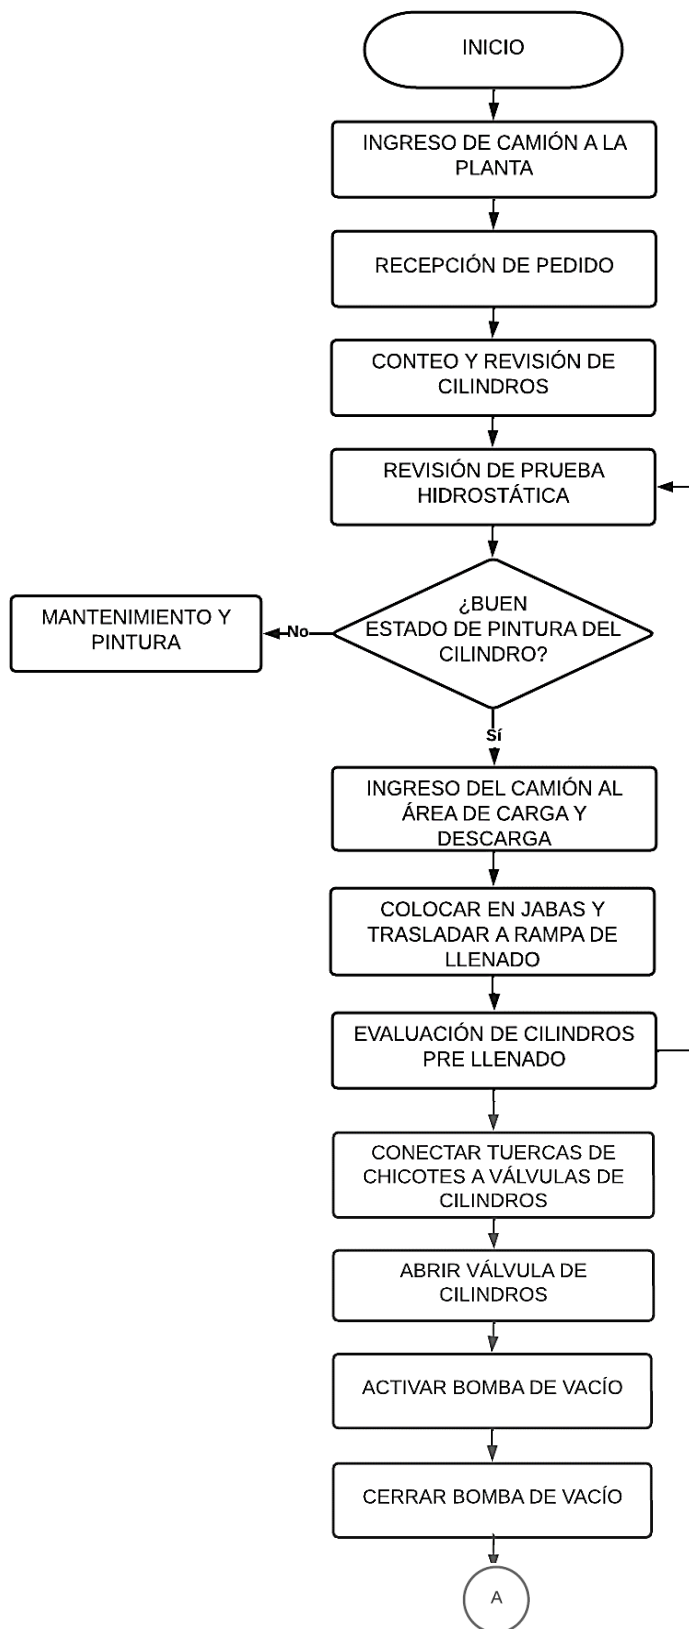 INICIO
INGRESO DE CAMIÓN A LA
PLANTA
RECEPCIÓN DE PEDIDO
CONTEO Y REVISIÓN DE
CILINDROS
REVISIÓN DE PRUEBA
HIDROSTÁTICA
¿BUEN
ESTADO DE PINTURA DEL
CILINDRO?
No
MANTENIMIENTO Y
PINTURA
Sí
INGRESO DEL CAMIÓN AL
ÁREA DE CARGA Y
DESCARGA
COLOCAR EN JABAS Y
TRASLADAR A RAMPA DE
LLENADO
EVALUACIÓN DE CILINDROS
PRE LLENADO
CONECTAR TUERCAS DE
CHICOTES A VÁLVULAS DE
CILINDROS
ABRIR VÁLVULA DE
CILINDROS
ACTIVAR BOMBA DE VACÍO
CERRAR BOMBA DE VACÍO
A